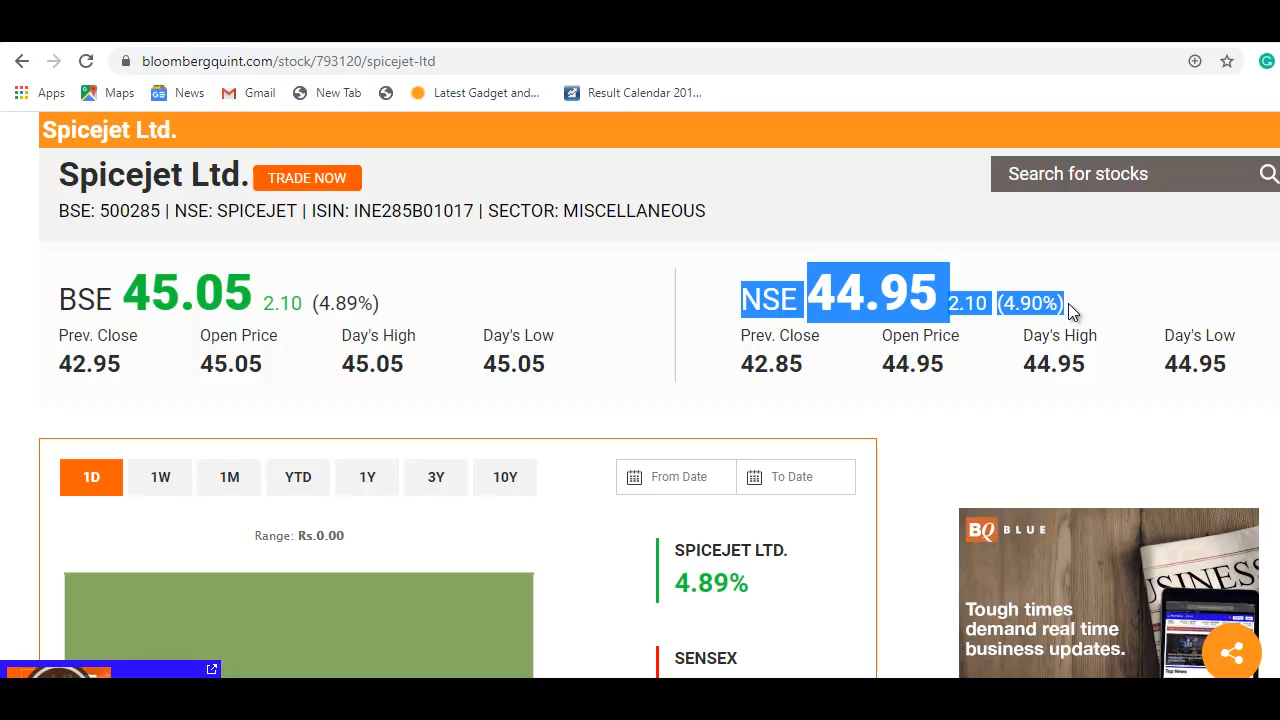 bloombergquint.com/stock/793120/spicejet-ltd
Apps Maps News Gmail New Tab Latest Gadget and... Result Calendar 201...
Spicejet Ltd.
Spicejet Ltd. TRADE NOW
Search for stocks
BSE: 500285 | NSE: SPICEJET | ISIN: INE285B01017 | SECTOR: MISCELLANEOUS
BSE 45.05 2.10 (4.89%)
Prev. Close Open Price Day's High Day's Low
42.95 45.05 45.05 45.05
NSE 44.95 2.10 (4.90%)
Prev. Close Open Price Day's High Day's Low
42.85 44.95 44.95 44.95
1D 1W 1M YTD 1Y 3Y 10Y
From Date To Date
Range: Rs.0.00
SPICEJET LTD.
4.89%
SENSEX
BQ BLUE
Tough times
demand real time
business updates.
BUSINESS
NEWS
Top News